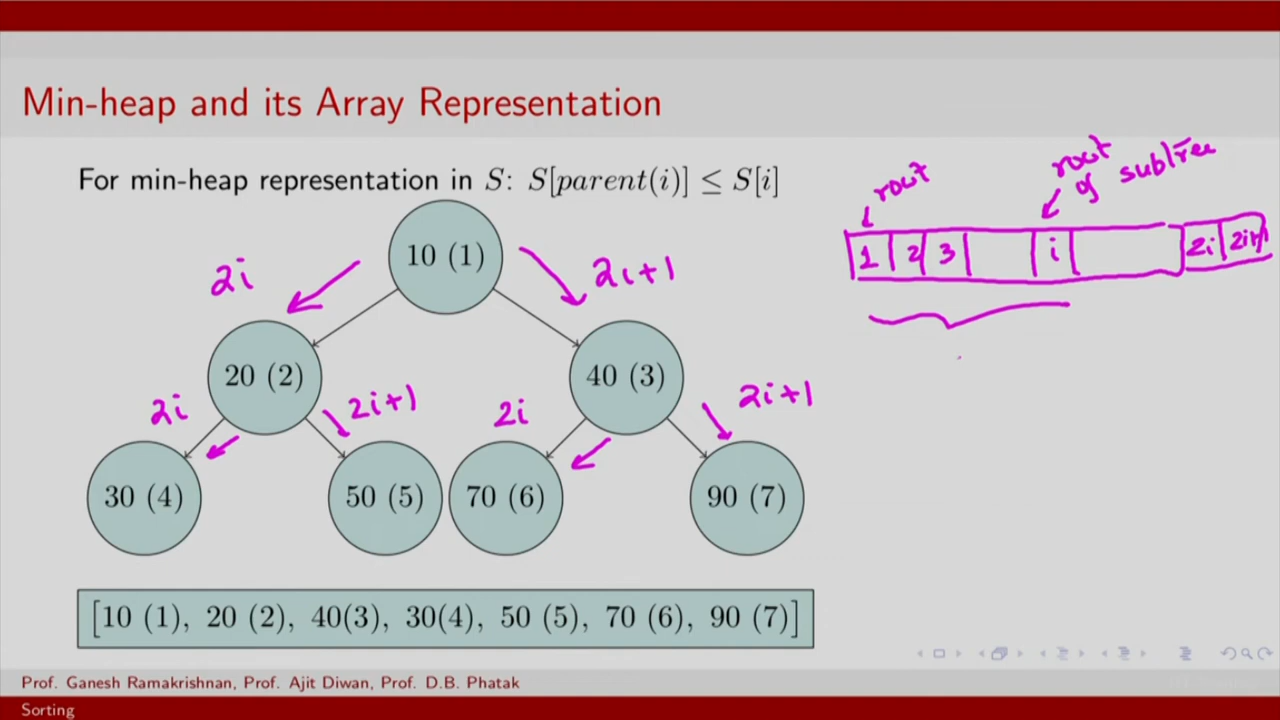 Min-heap and its Array Representation
For min-heap representation in S: S[parent(i)] ≤ S[i]
root
root
of subtree
1 2 3 i 2i 2i+1
10 (1)
2i 2i+1
20 (2) 40 (3)
2i 2i+1 2i 2i+1
30 (4) 50 (5) 70 (6) 90 (7)
[10 (1), 20 (2), 40(3), 30(4), 50 (5), 70 (6), 90 (7)]
Prof. Ganesh Ramakrishnan, Prof. Ajit Diwan, Prof. D.B. Phatak
Sorting